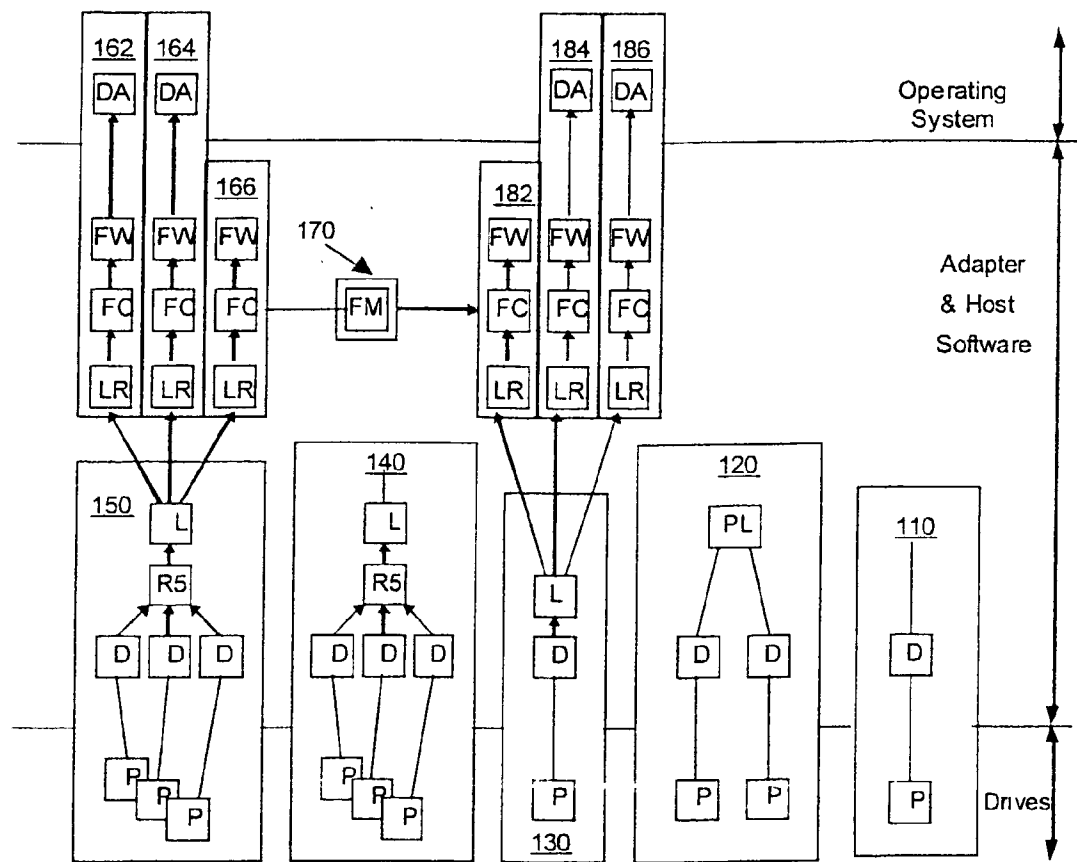 162 164 184 186
DA DA DA DA
Operating
System
166 182
170
FW FW FW FW FW FW
Adapter
& Host
Software
FC FC FC FM FC FC FC
LR LR LR LR LR LR
140 120
150 110
L L PL
R5 R5 L
D D D D D D D D D D
P P P P P P P P P P
Drives
130